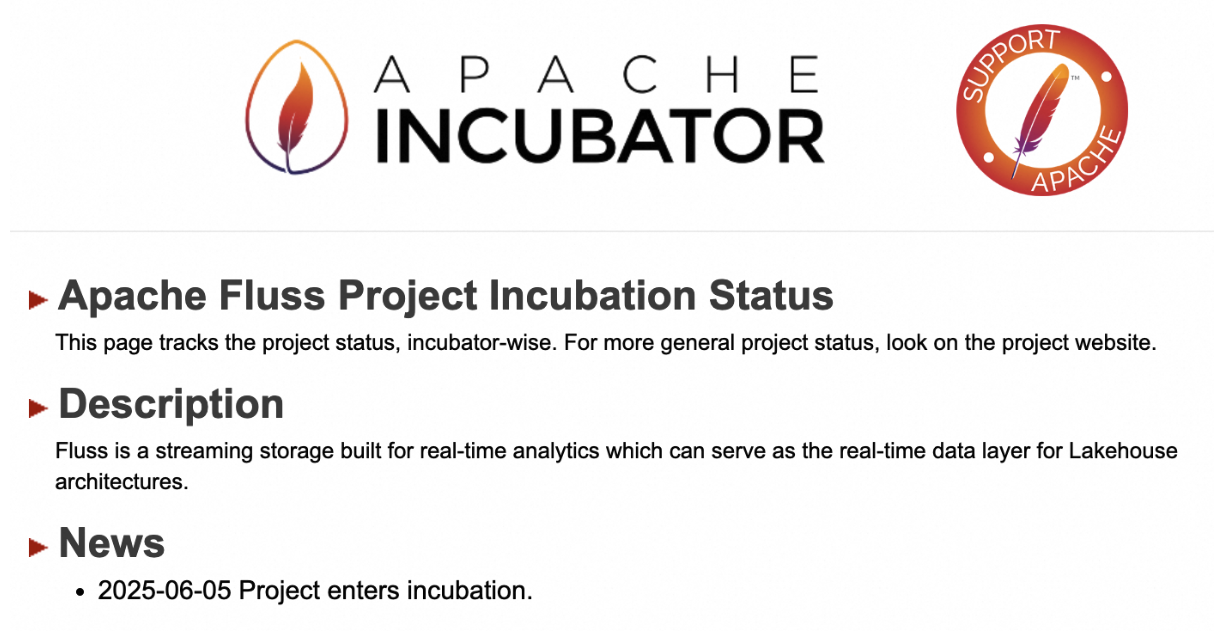 APACHE
INCUBATOR
SUPPORT
APACHE
TM
Apache Fluss Project Incubation Status
This page tracks the project status, incubator-wise. For more general project status, look on the project website.
Description
Fluss is a streaming storage built for real-time analytics which can serve as the real-time data layer for Lakehouse
architectures.
News
• 2025-06-05 Project enters incubation.